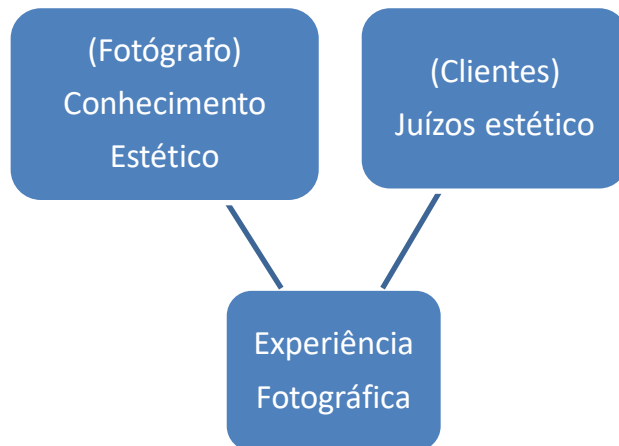 (Fotógrafo)
Conhecimento
Estético
(Clientes)
Juízos estético
Experiência
Fotográfica